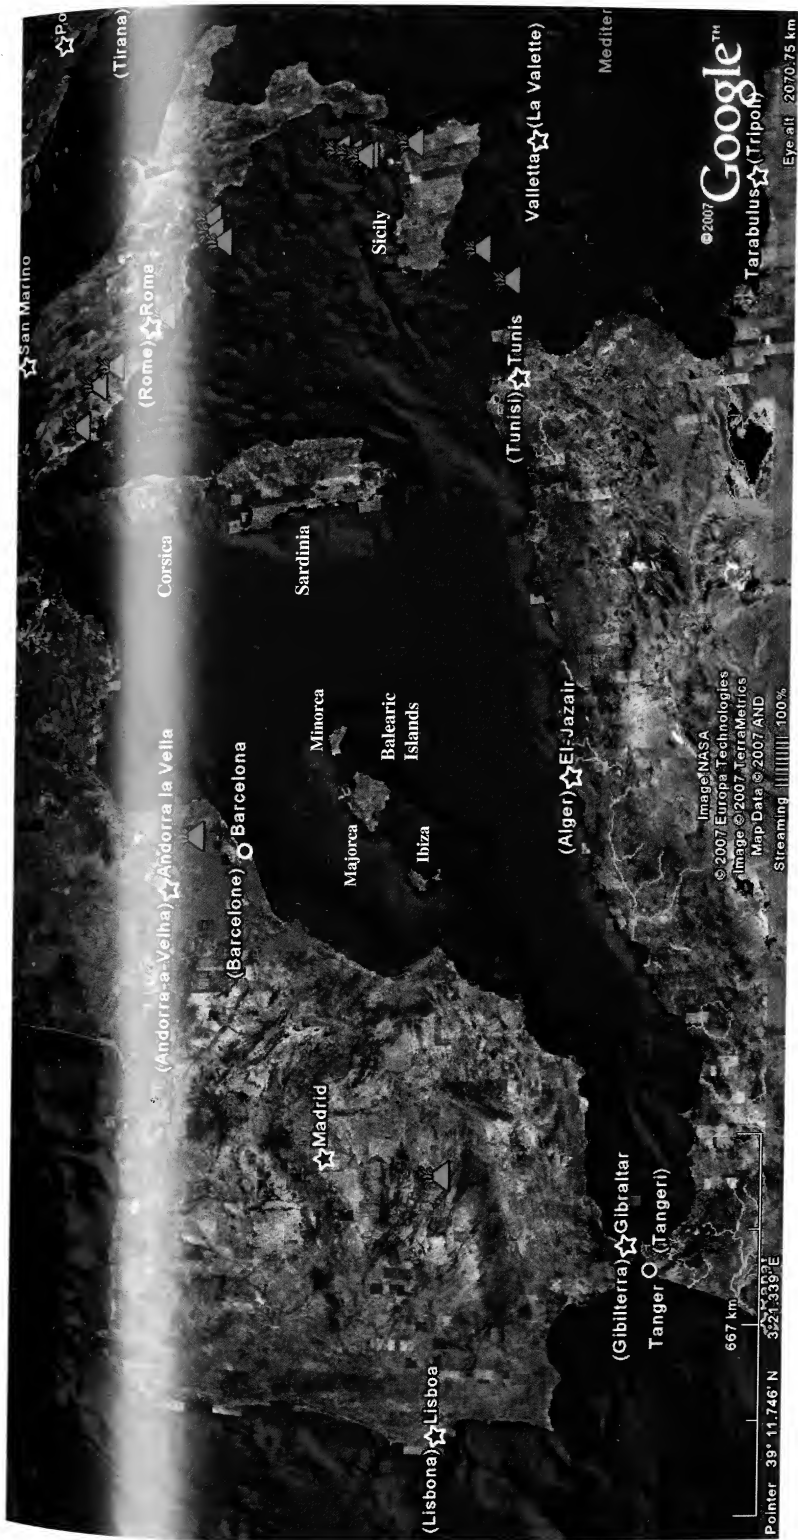 San Marino
Po
(Tirana)
(Rome) Roma
(Andorra-a-Velha) Andorra la Vella
Corsica
(Barcelone) Barcelona
Sardinia
Madrid
Minorca
Majorca
Sicily
Balearic
Islands
Ibiza
(Lisbona) Lisboa
(Tunisi) Tunis
Valletta (La Valette)
(Alger) El-Jazair
Mediter
(Gibilterra) Gibraltar
Tanger (Tangeri)
©2007 Google™
Image NASA
© 2007 Europa Technologies
Image © 2007 TerraMetrics
Map Data © 2007 AND
667 km
Tarabulus (Tripoli)
Pointer 39° 11.746' N 3°21.339' E
Streaming |||||||||| 100%
Eye alt 2070.75 km